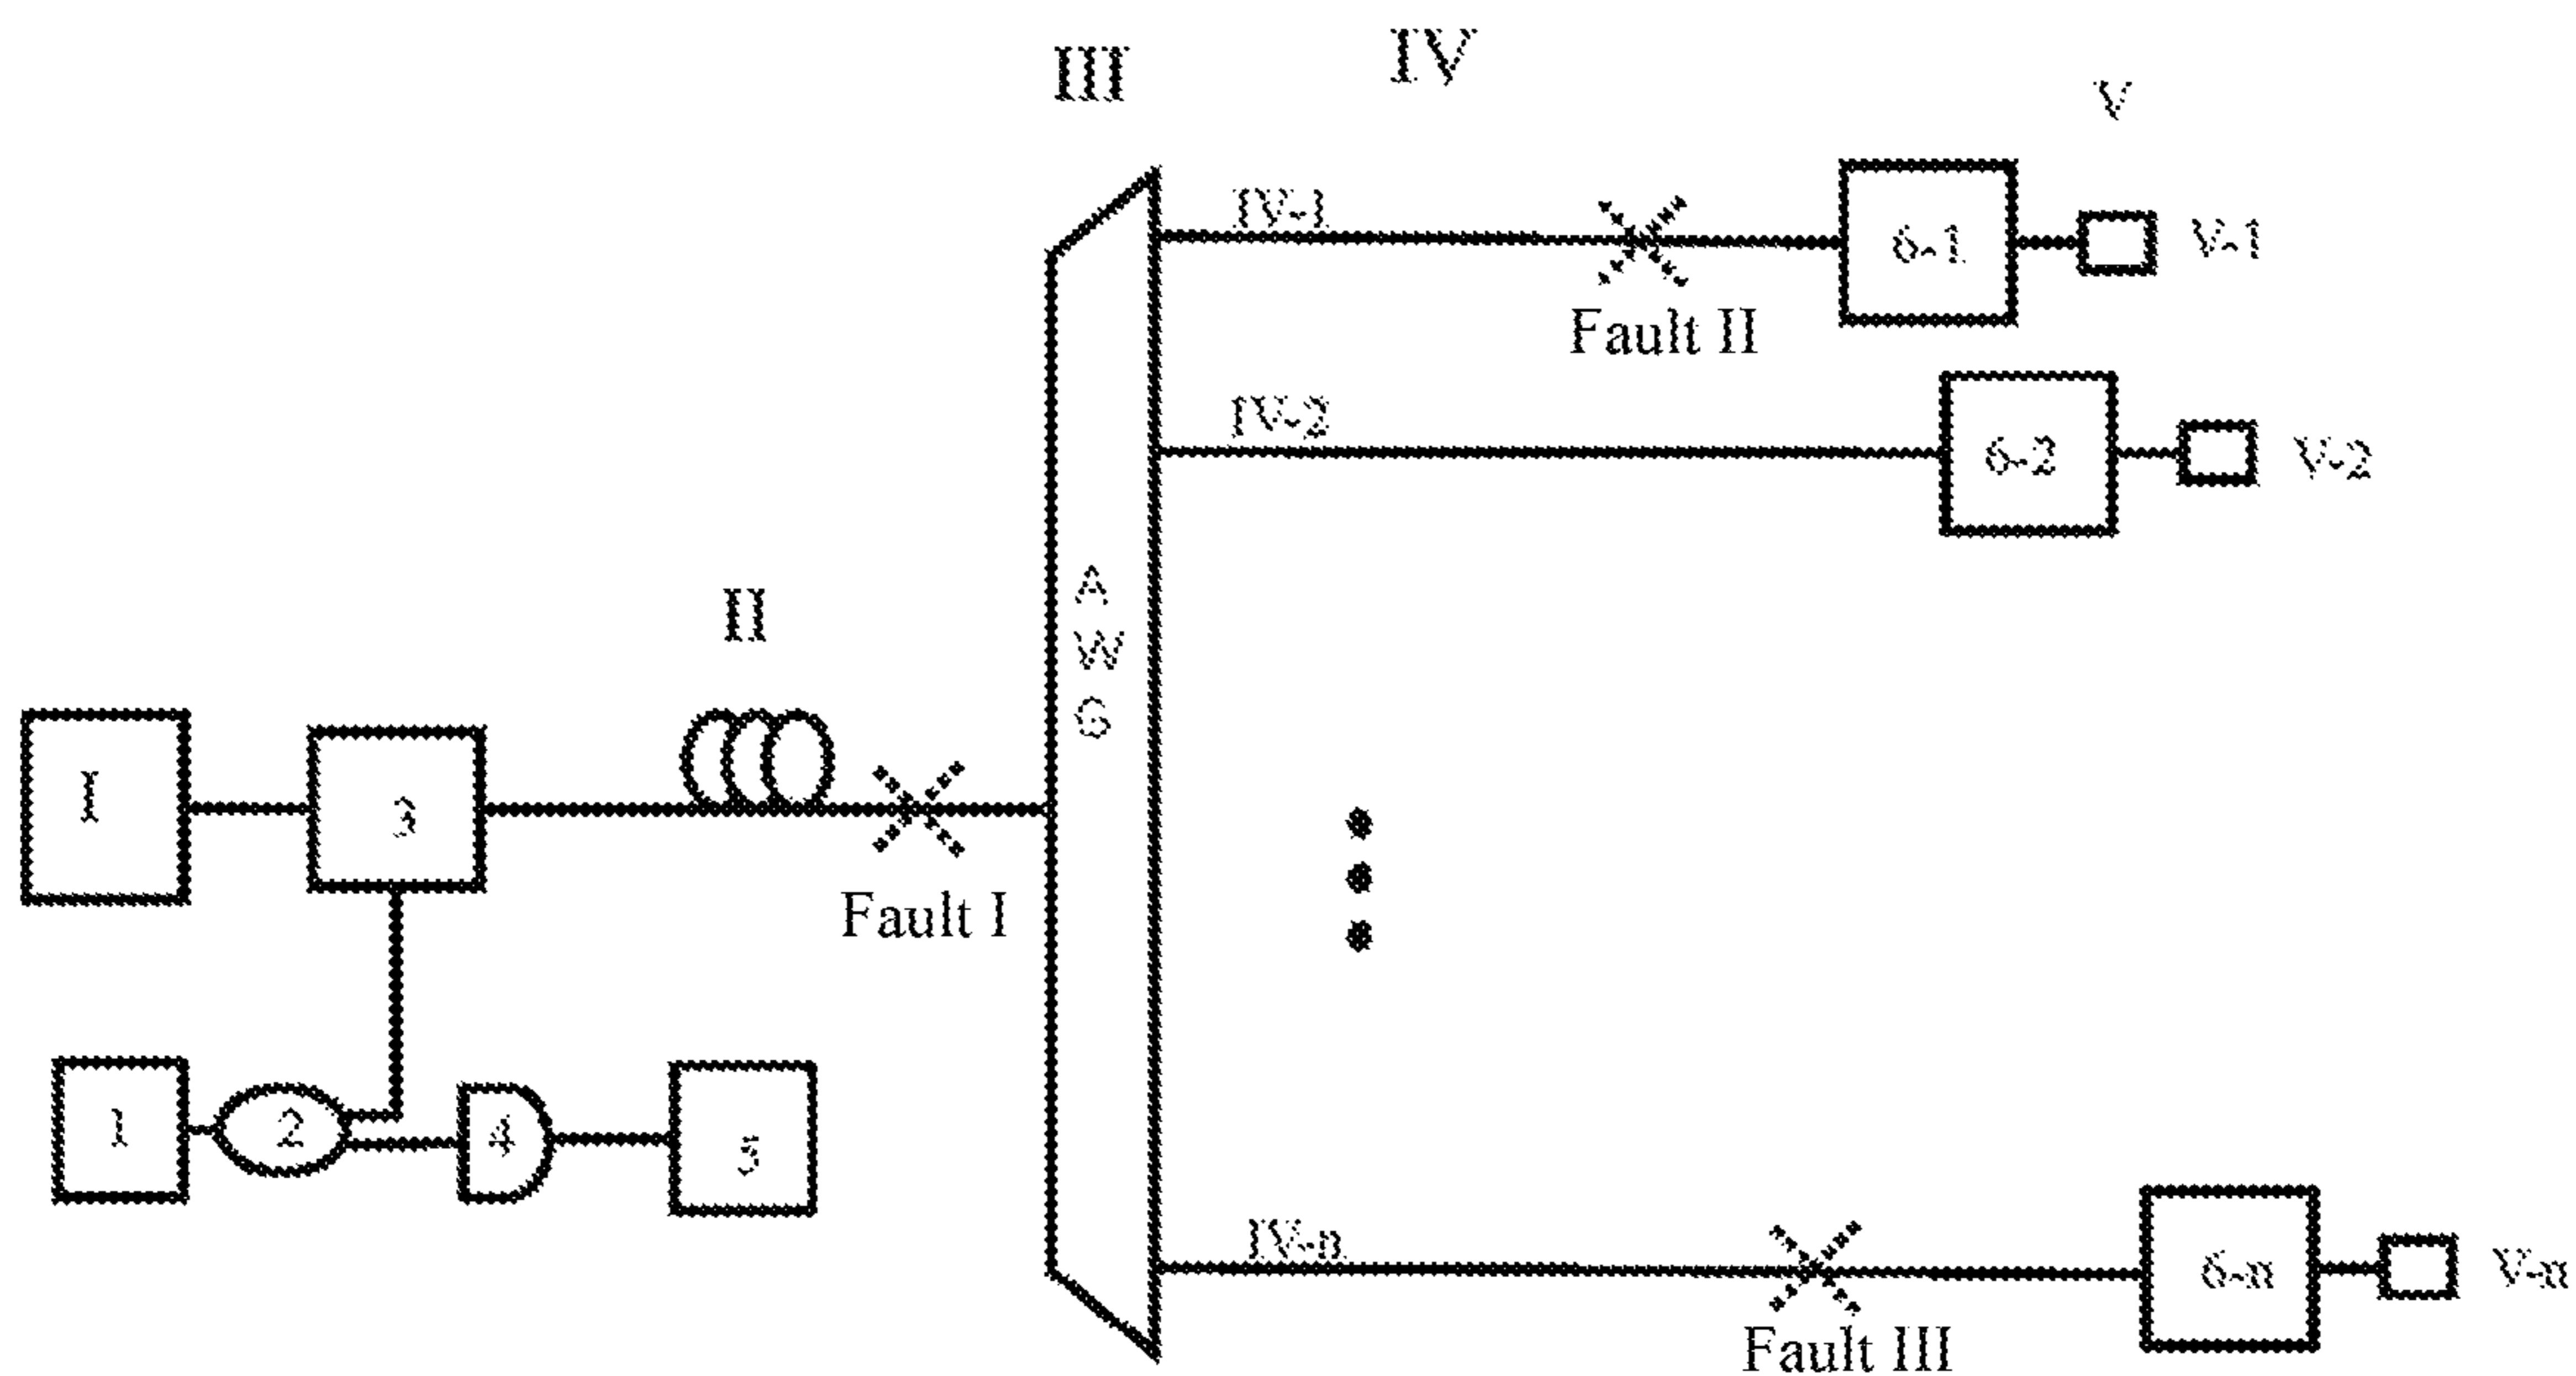 III
IV
V
IV-1
6-1
V-1
Fault II
IV-2
6-2
V-2
A
W
G
II
I
3
Fault I
1
2
4
5
IV-n
6-n
V-n
Fault III